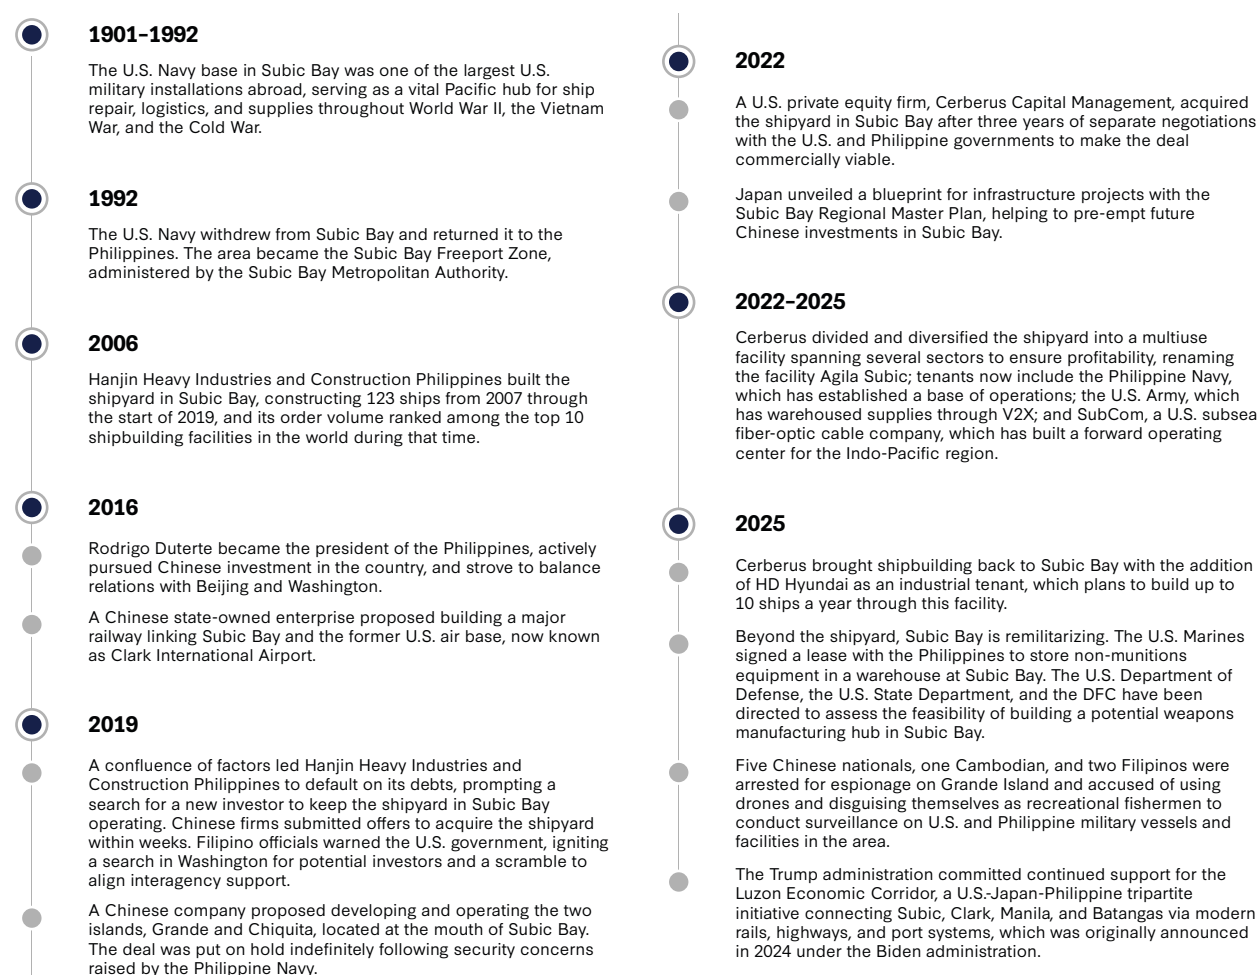 1901–1992
The U.S. Navy base in Subic Bay was one of the largest U.S.
military installations abroad, serving as a vital Pacific hub for ship
repair, logistics, and supplies throughout World War II, the Vietnam
War, and the Cold War.
1992
The U.S. Navy withdrew from Subic Bay and returned it to the
Philippines. The area became the Subic Bay Freeport Zone,
administered by the Subic Bay Metropolitan Authority.
2006
Hanjin Heavy Industries and Construction Philippines built the
shipyard in Subic Bay, constructing 123 ships from 2007 through
the start of 2019, and its order volume ranked among the top 10
shipbuilding facilities in the world during that time.
2016
Rodrigo Duterte became the president of the Philippines, actively
pursued Chinese investment in the country, and strove to balance
relations with Beijing and Washington.
A Chinese state-owned enterprise proposed building a major
railway linking Subic Bay and the former U.S. air base, now known
as Clark International Airport.
2019
A confluence of factors led Hanjin Heavy Industries and
Construction Philippines to default on its debts, prompting a
search for a new investor to keep the shipyard in Subic Bay
operating. Chinese firms submitted offers to acquire the shipyard
within weeks. Filipino officials warned the U.S. government, igniting
a search in Washington for potential investors and a scramble to
align interagency support.
A Chinese company proposed developing and operating the two
islands, Grande and Chiquita, located at the mouth of Subic Bay.
The deal was put on hold indefinitely following security concerns
raised by the Philippine Navy.
2022
A U.S. private equity firm, Cerberus Capital Management, acquired
the shipyard in Subic Bay after three years of separate negotiations
with the U.S. and Philippine governments to make the deal
commercially viable.
Japan unveiled a blueprint for infrastructure projects with the
Subic Bay Regional Master Plan, helping to pre-empt future
Chinese investments in Subic Bay.
2022–2025
Cerberus divided and diversified the shipyard into a multiuse
facility spanning several sectors to ensure profitability, renaming
the facility Agila Subic; tenants now include the Philippine Navy,
which has established a base of operations; the U.S. Army, which
has warehoused supplies through V2X; and SubCom, a U.S. subsea
fiber-optic cable company, which has built a forward operating
center for the Indo-Pacific region.
2025
Cerberus brought shipbuilding back to Subic Bay with the addition
of HD Hyundai as an industrial tenant, which plans to build up to
10 ships a year through this facility.
Beyond the shipyard, Subic Bay is remilitarizing. The U.S. Marines
signed a lease with the Philippines to store non-munitions
equipment in a warehouse at Subic Bay. The U.S. Department of
Defense, the U.S. State Department, and the DFC have been
directed to assess the feasibility of building a potential weapons
manufacturing hub in Subic Bay.
Five Chinese nationals, one Cambodian, and two Filipinos were
arrested for espionage on Grande Island and accused of using
drones and disguising themselves as recreational fishermen to
conduct surveillance on U.S. and Philippine military vessels and
facilities in the area.
The Trump administration committed continued support for the
Luzon Economic Corridor, a U.S.-Japan-Philippine tripartite
initiative connecting Subic, Clark, Manila, and Batangas via modern
rails, highways, and port systems, which was originally announced
in 2024 under the Biden administration.